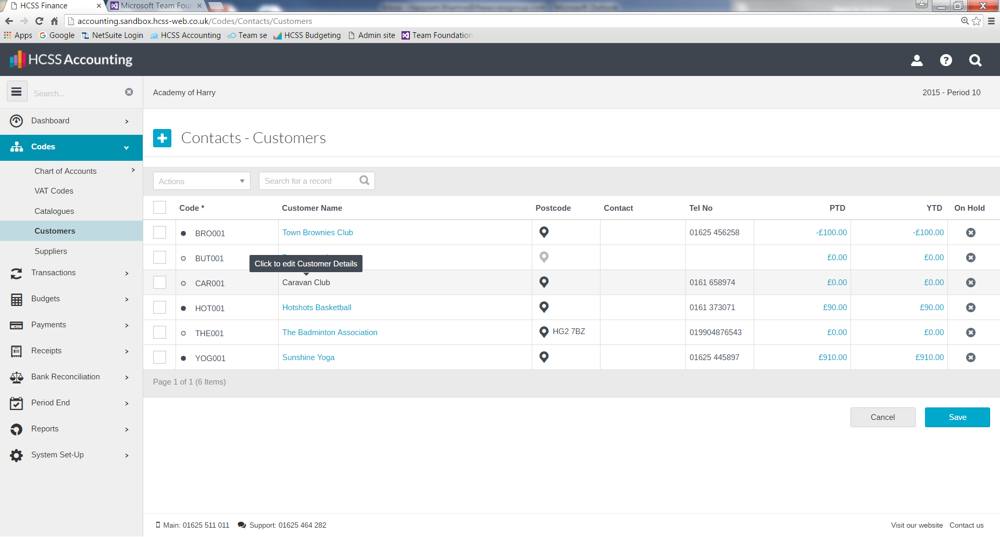 HCSS Finance
Microsoft Team Four
accounting.sandbox.hcss-web.co.uk/Codes/Contacts/Customers
Apps Google NetSuite Login HCSS Accounting Team se HCSS Budgeting Admin site Team Foundation
HCSS Accounting
Search...
Academy of Harry
2015 - Period 10
Dashboard
Codes
Chart of Accounts
VAT Codes
Catalogues
Customers
Suppliers
Transactions
Budgets
Payments
Receipts
Bank Reconciliation
Period End
Reports
System Set-Up
Contacts - Customers
Actions
Search for a record
Code * Customer Name Postcode Contact Tel No PTD YTD On Hold
BRO001 Town Brownies Club 01625 456258 -£100.00 -£100.00
BUT001 £0.00 £0.00
Click to edit Customer Details
CAR001 Caravan Club 0161 658974 £0.00 £0.00
HOT001 Hotshots Basketball 0161 373071 £90.00 £90.00
THE001 The Badminton Association HG2 7BZ 019904876543 £0.00 £0.00
YOG001 Sunshine Yoga 01625 445897 £910.00 £910.00
Page 1 of 1 (6 Items)
Cancel
Save
Main: 01625 511 011 Support: 01625 464 282
Visit our website Contact us